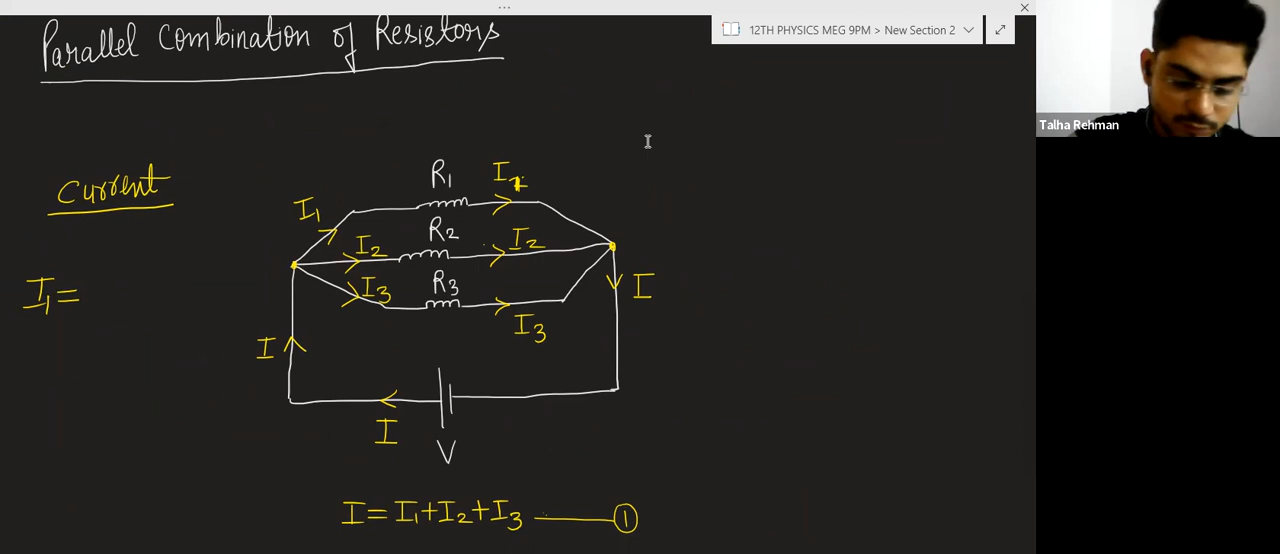 Parallel Combination of Resistors
12TH PHYSICS MEG 9PM > New Section 2
Talha Rehman
Current
R1
I1
I1
R2
I2
I2
R3
I3
I3
I1=
I
I
I
V
I=I1+I2+I3 ——— ①